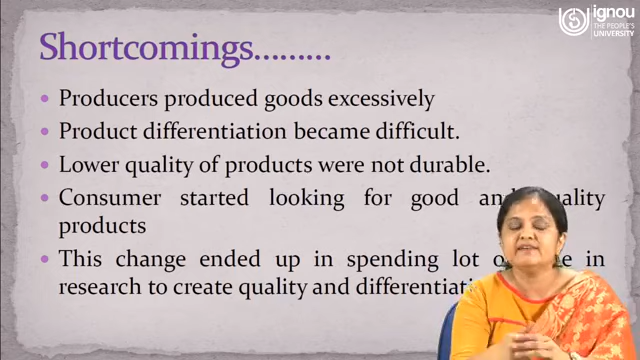 ignou
THE PEOPLE'S
UNIVERSITY
Shortcomings.........
Producers produced goods excessively
Product differentiation became difficult.
Lower quality of products were not durable.
Consumer started looking for good and quality
products
This change ended up in spending lot in
research to create quality and